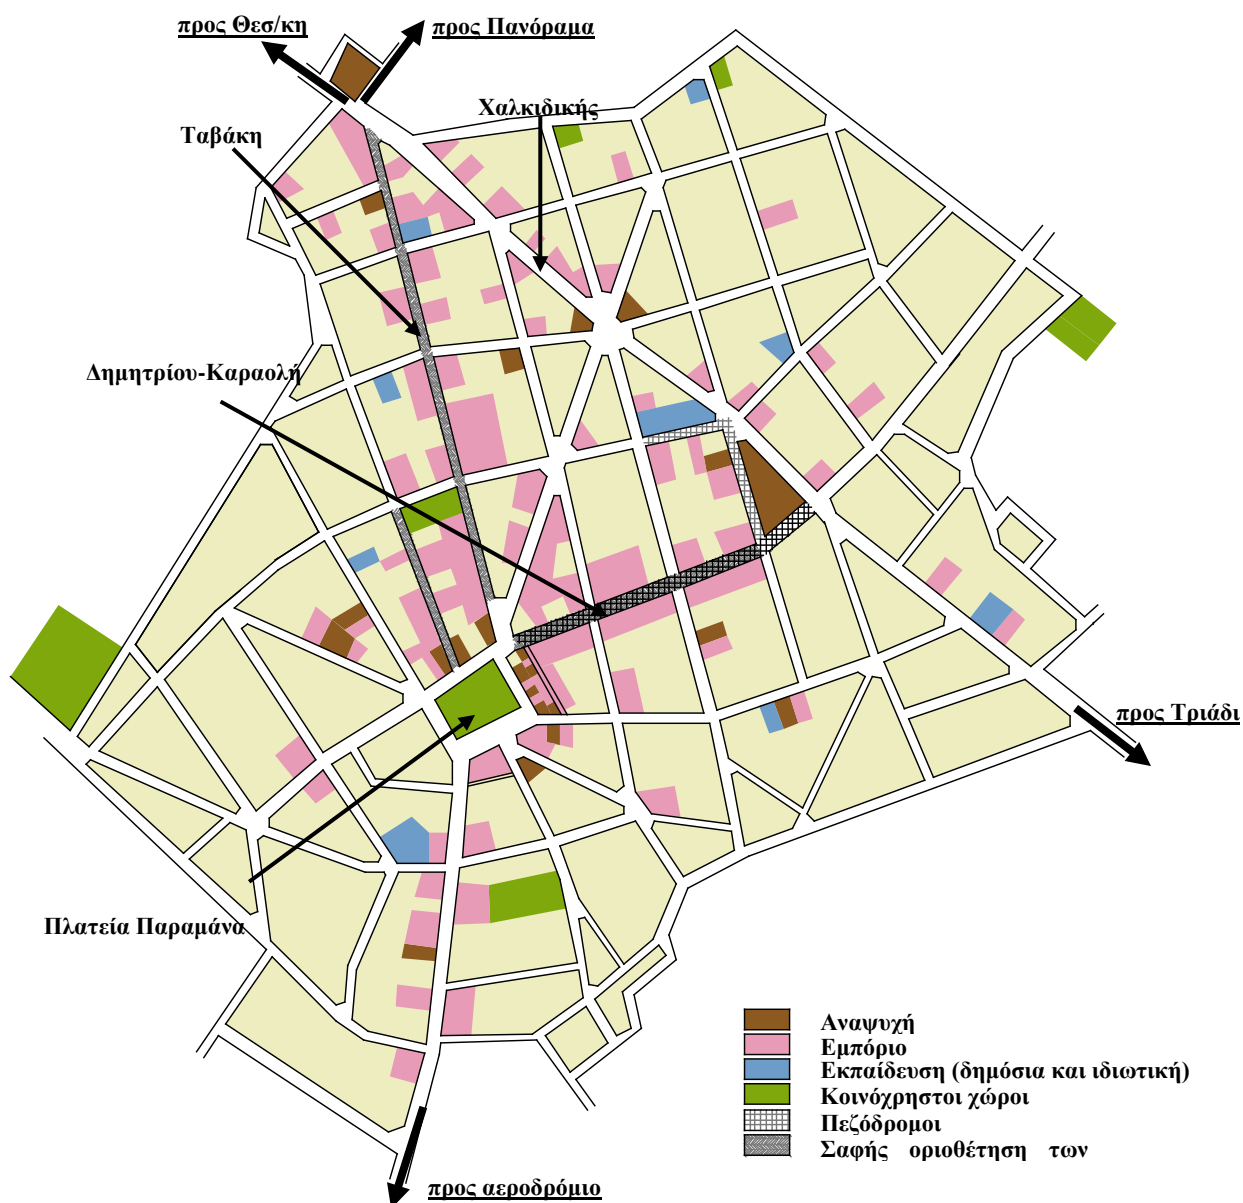 προς Θεσ/κη
προς Πανόραμα
Χαλκιδικής
Ταβάκη
Δημητρίου-Καραολή
προς Τριάδι
Πλατεία Παραμάνα
Αναψυχή
Εμπόριο
Εκπαίδευση (δημόσια και ιδιωτική)
Κοινόχρηστοι χώροι
Πεζόδρομοι
Σαφής οριοθέτηση των
προς αεροδρόμιο